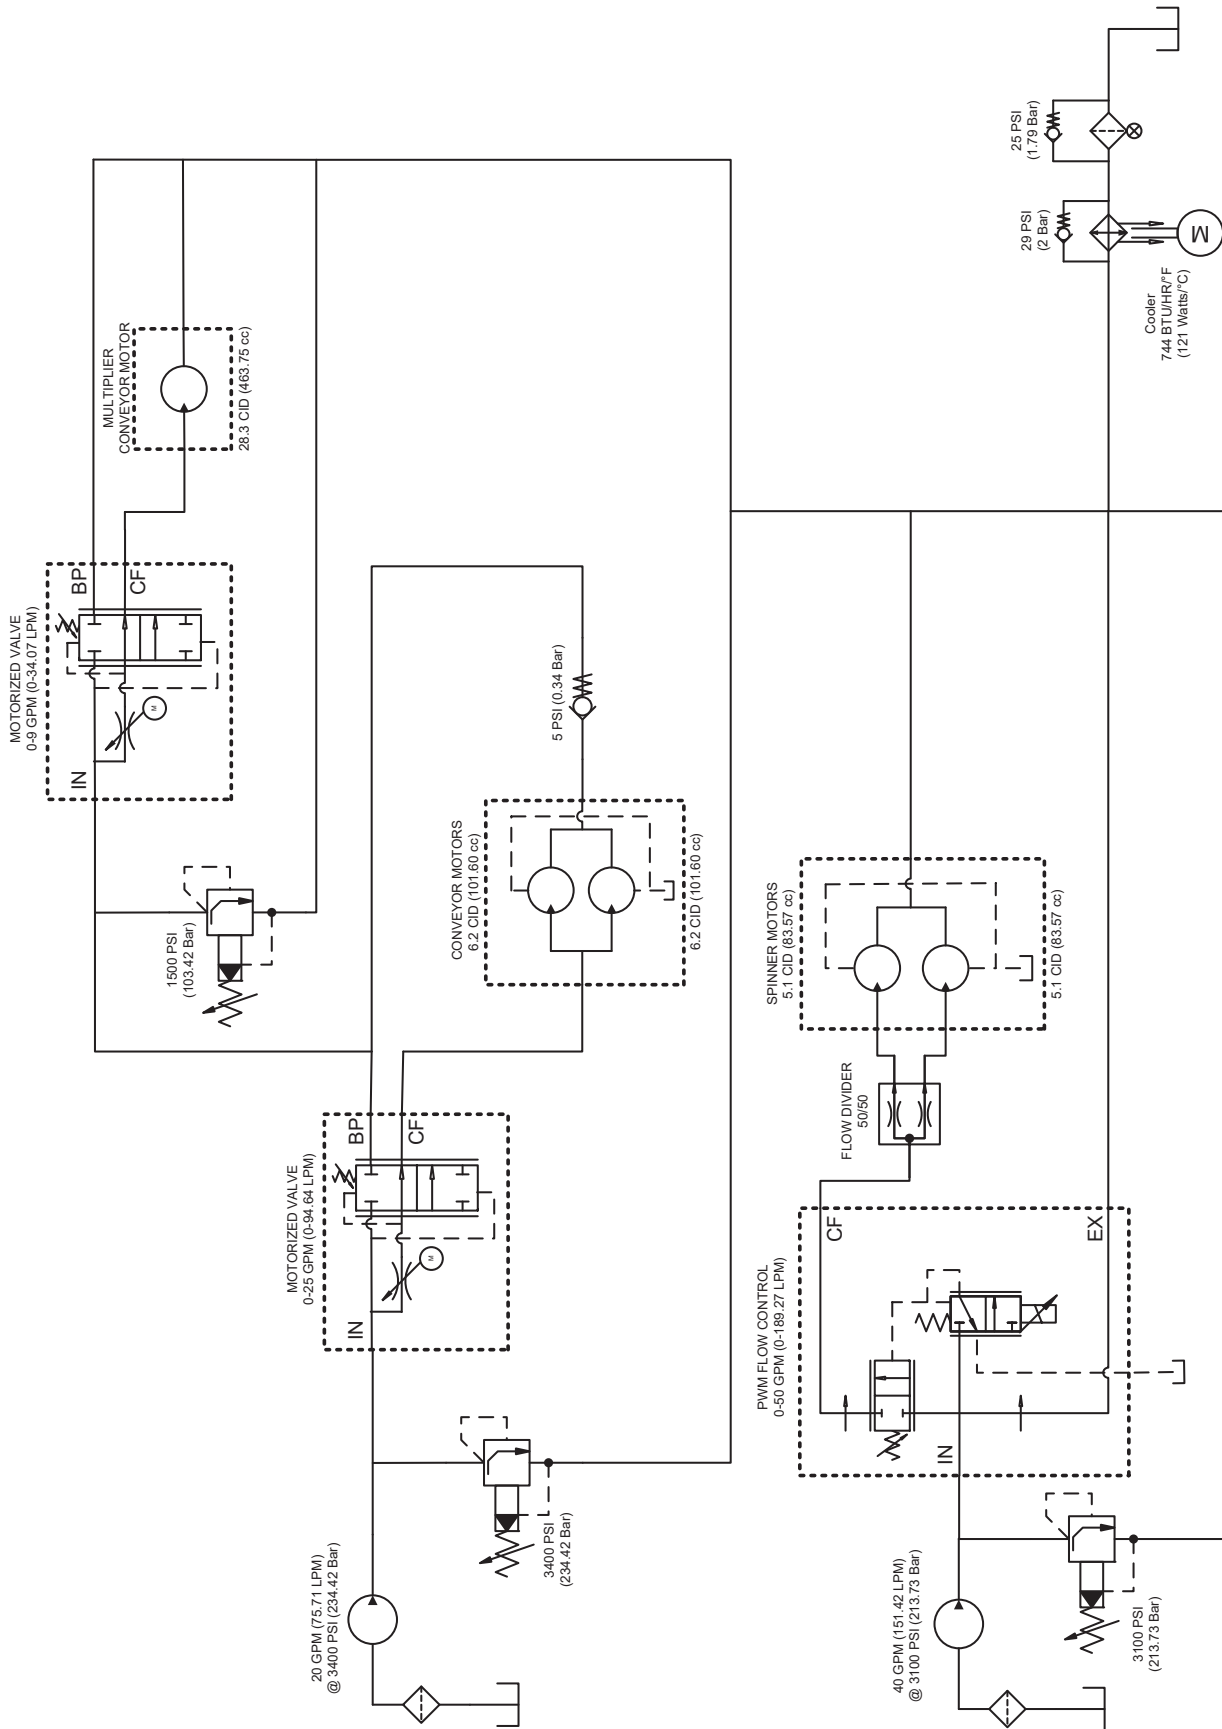 MOTORIZED VALVE
0-9 GPM (0-34.07 LPM)
IN
BP
CF
M
MULTIPLIER
CONVEYOR MOTOR
28.3 CID (463.75 cc)
1500 PSI
(103.42 Bar)
MOTORIZED VALVE
0-25 GPM (0-94.64 LPM)
IN
BP
CF
M
CONVEYOR MOTORS
6.2 CID (101.60 cc)
6.2 CID (101.60 cc)
5 PSI (0.34 Bar)
20 GPM (75.71 LPM)
@ 3400 PSI (234.42 Bar)
3400 PSI
(234.42 Bar)
PWM FLOW CONTROL
0-50 GPM (0-189.27 LPM)
IN
CF
EX
FLOW DIVIDER
50/50
SPINNER MOTORS
5.1 CID (83.57 cc)
5.1 CID (83.57 cc)
40 GPM (151.42 LPM)
@ 3100 PSI (213.73 Bar)
3100 PSI
(213.73 Bar)
29 PSI
(2 Bar)
25 PSI
(1.79 Bar)
M
Cooler
744 BTU/HR/°F
(121 Watts/°C)